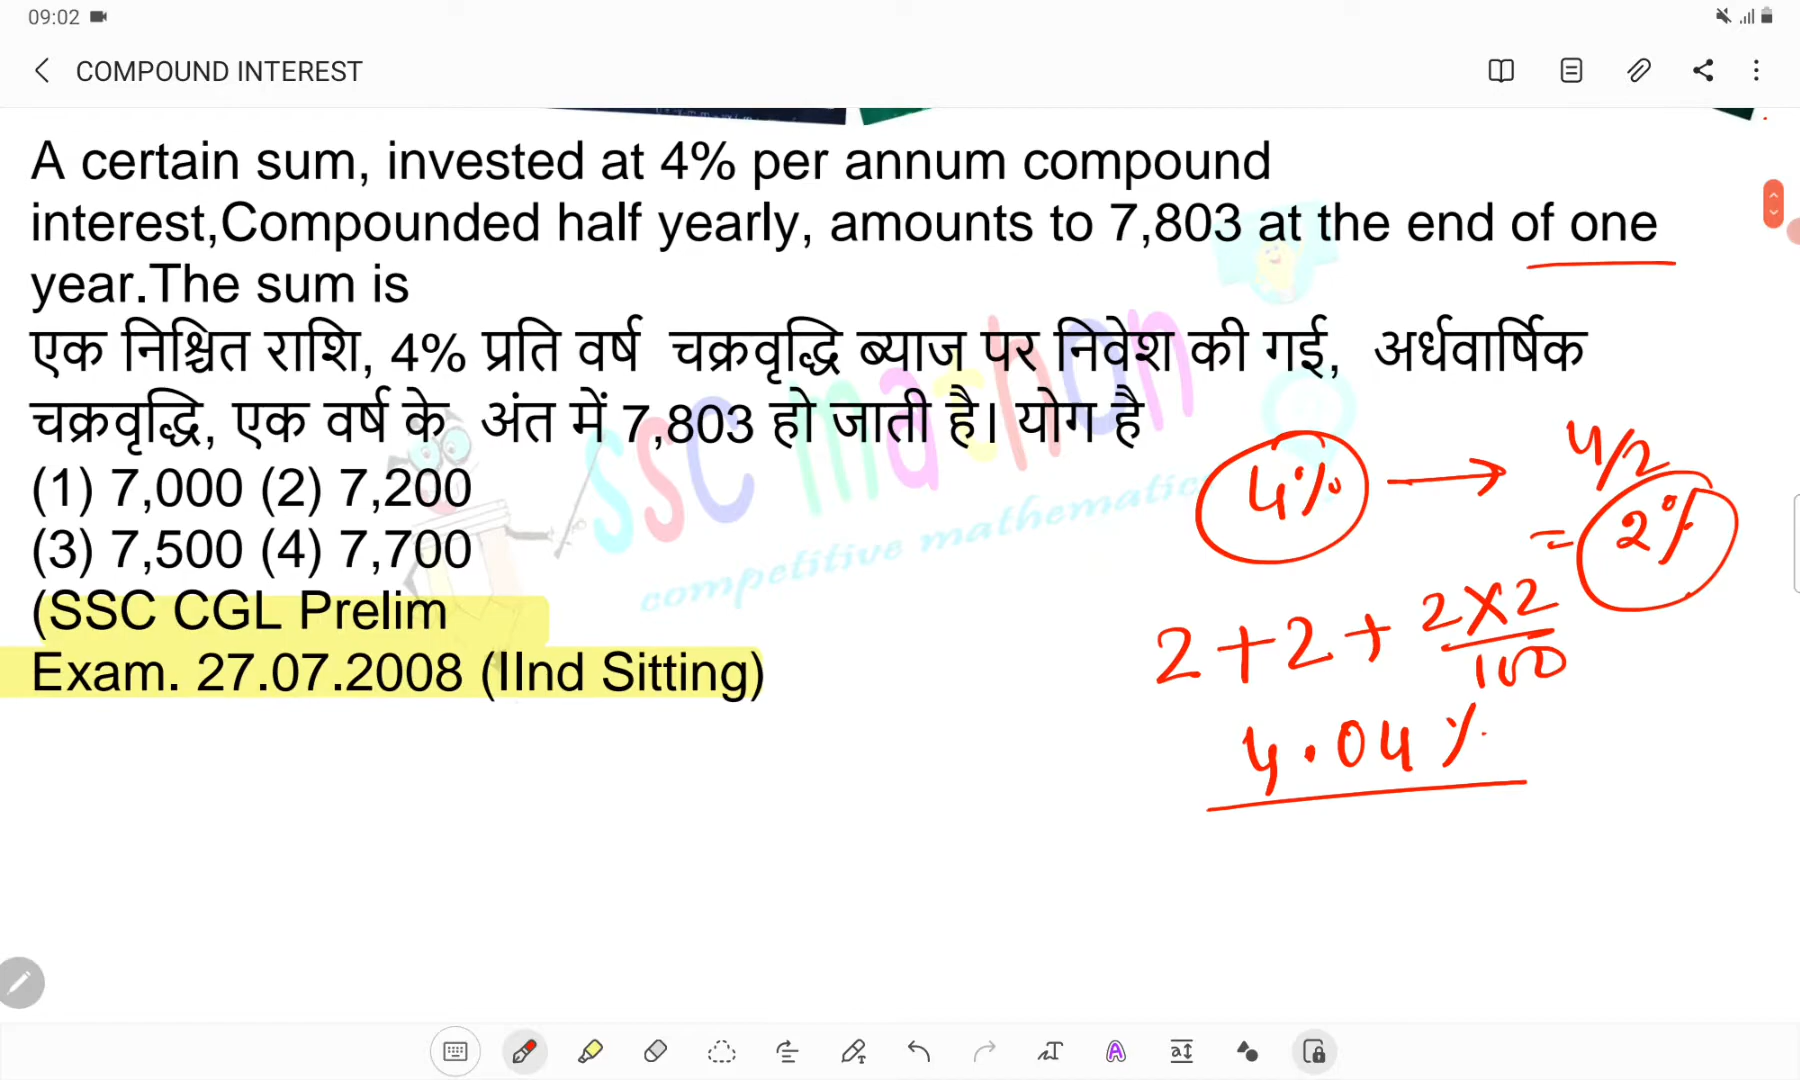 09:02
COMPOUND INTEREST
A certain sum, invested at 4% per annum compound
interest,Compounded half yearly, amounts to 7,803 at the end of one
year.The sum is
एक निश्चित राशि, 4% प्रति वर्ष चक्रवृद्धि ब्याज पर निवेश की गई, अर्धवार्षिक
चक्रवृद्धि, एक वर्ष के अंत में 7,803 हो जाती है। योग है
(1) 7,000 (2) 7,200
(3) 7,500 (4) 7,700
(SSC CGL Prelim
Exam. 27.07.2008 (IInd Sitting)
ssc mathon
competitive mathematics
4% → 4/2
= 2%
2+2+ 2×2/100
4.04%